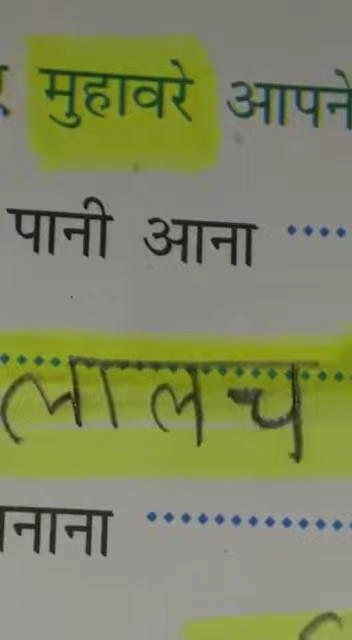 मुहावरे आपने
पानी आना ....
लालच
नाना ............